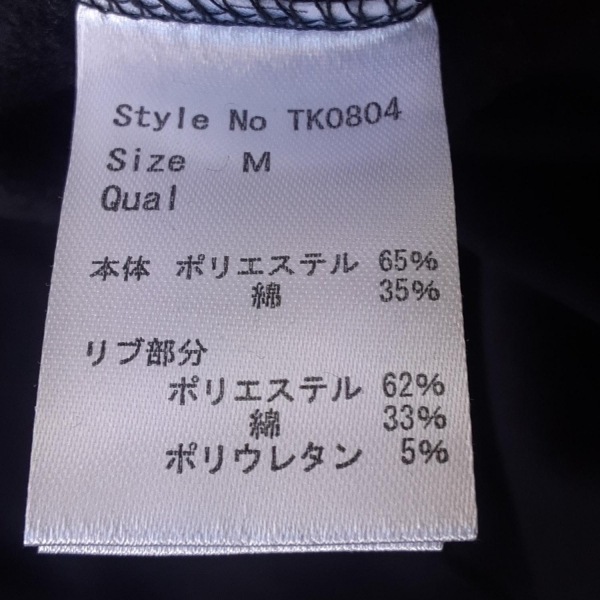 Style No TK0804
Size M
Qual
本体 ポリエステル 65%
綿 35%
リブ部分
ポリエステル 62%
綿 33%
ポリウレタン 5%